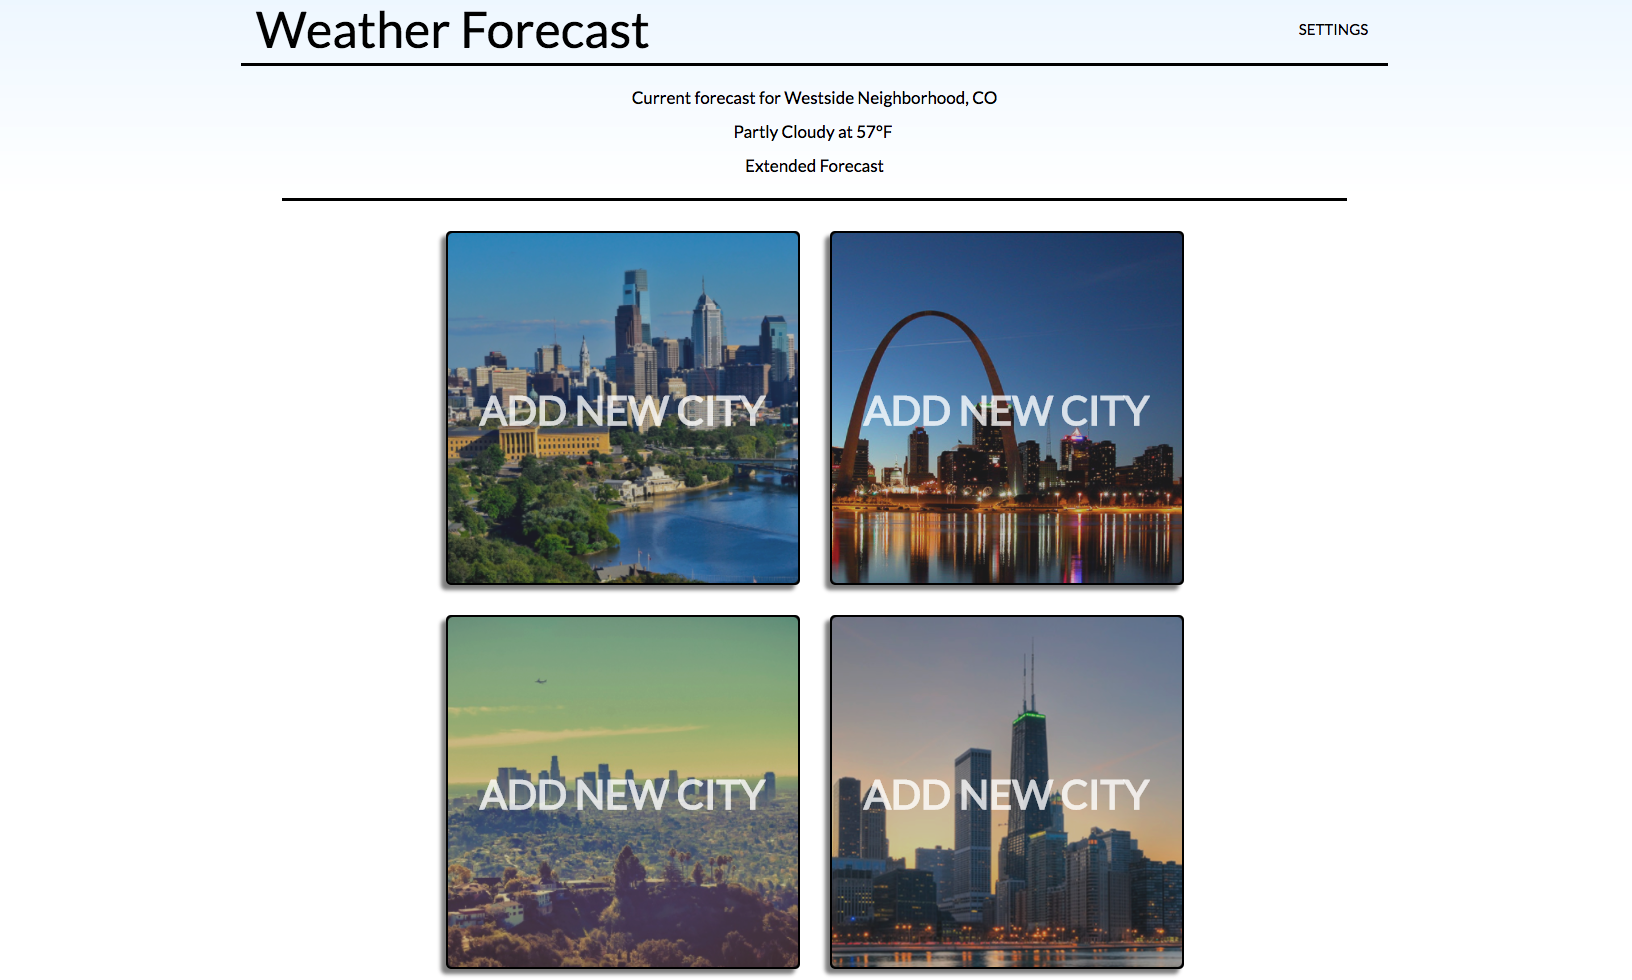 Weather Forecast
SETTINGS
Current forecast for Westside Neighborhood, CO
Partly Cloudy at 57°F
Extended Forecast
ADD NEW CITY
ADD NEW CITY
ADD NEW CITY
ADD NEW CITY